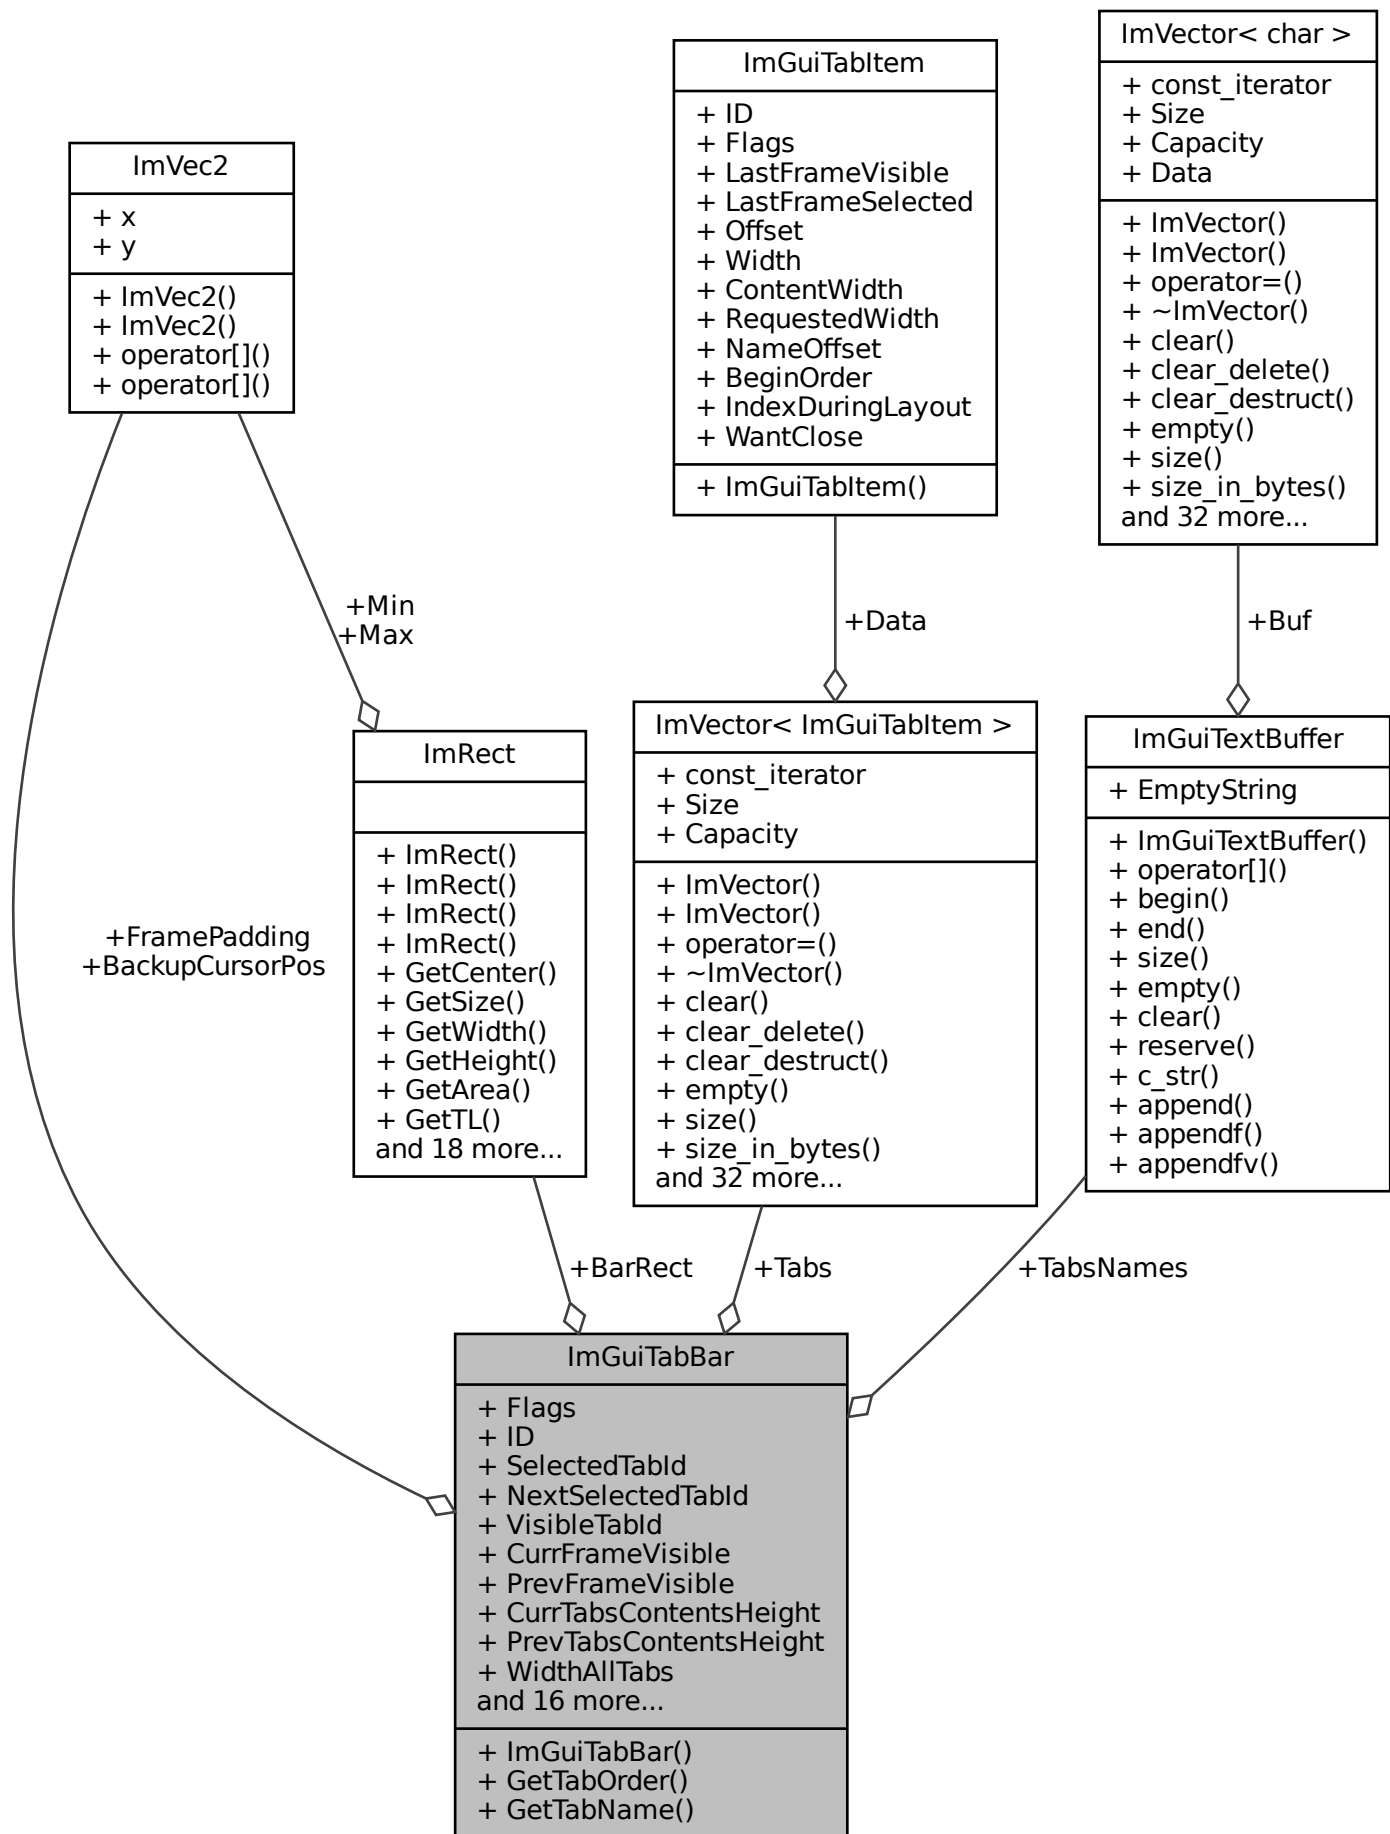 ImVector< char >
+ const_iterator
+ Size
+ Capacity
+ Data
+ ImVector()
+ ImVector()
+ operator=()
+ ~ImVector()
+ clear()
+ clear_delete()
+ clear_destruct()
+ empty()
+ size()
+ size_in_bytes()
and 32 more...
ImGuiTabItem
+ ID
+ Flags
+ LastFrameVisible
+ LastFrameSelected
+ Offset
+ Width
+ ContentWidth
+ RequestedWidth
+ NameOffset
+ BeginOrder
+ IndexDuringLayout
+ WantClose
+ ImGuiTabItem()
ImVec2
+ x
+ y
+ ImVec2()
+ ImVec2()
+ operator[]()
+ operator[]()
+Min
+Max
+Data
+Buf
ImRect
+ ImRect()
+ ImRect()
+ ImRect()
+ ImRect()
+ GetCenter()
+ GetSize()
+ GetWidth()
+ GetHeight()
+ GetArea()
+ GetTL()
and 18 more...
ImVector< ImGuiTabItem >
+ const_iterator
+ Size
+ Capacity
+ ImVector()
+ ImVector()
+ operator=()
+ ~ImVector()
+ clear()
+ clear_delete()
+ clear_destruct()
+ empty()
+ size()
+ size_in_bytes()
and 32 more...
ImGuiTextBuffer
+ EmptyString
+ ImGuiTextBuffer()
+ operator[]()
+ begin()
+ end()
+ size()
+ empty()
+ clear()
+ reserve()
+ c_str()
+ append()
+ appendf()
+ appendfv()
+FramePadding
+BackupCursorPos
+BarRect
+Tabs
+TabsNames
ImGuiTabBar
+ Flags
+ ID
+ SelectedTabId
+ NextSelectedTabId
+ VisibleTabId
+ CurrFrameVisible
+ PrevFrameVisible
+ CurrTabsContentsHeight
+ PrevTabsContentsHeight
+ WidthAllTabs
and 16 more...
+ ImGuiTabBar()
+ GetTabOrder()
+ GetTabName()